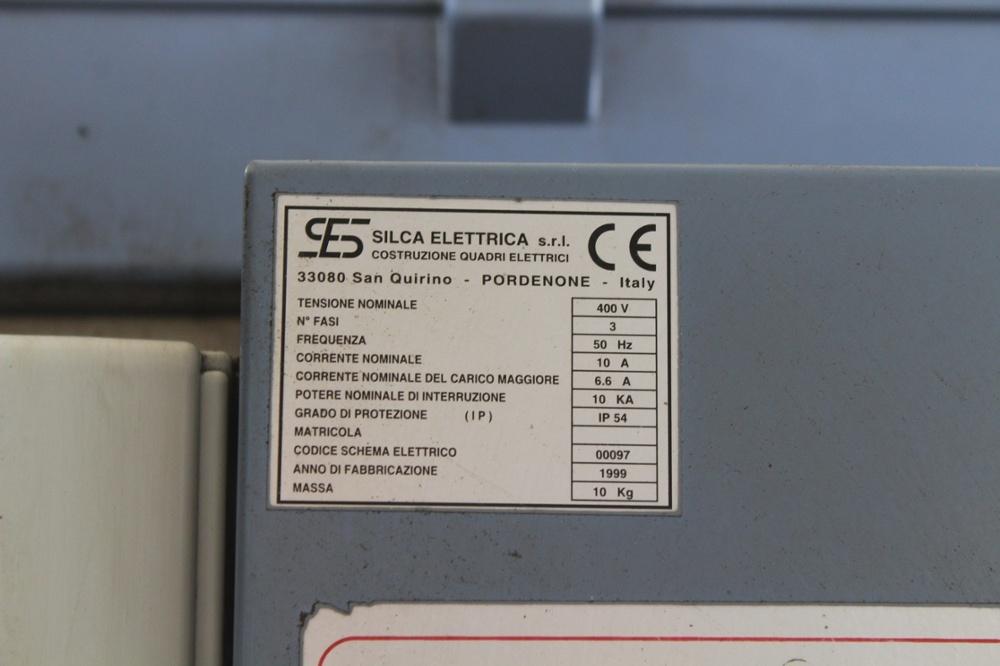 SES SILCA ELETTRICA s.r.l. CE
COSTRUZIONE QUADRI ELETTRICI
33080 San Quirino - PORDENONE - Italy
TENSIONE NOMINALE 400 V
N° FASI 3
FREQUENZA 50 Hz
CORRENTE NOMINALE 10 A
CORRENTE NOMINALE DEL CARICO MAGGIORE 6.6 A
POTERE NOMINALE DI INTERRUZIONE 10 KA
GRADO DI PROTEZIONE (IP) IP 54
MATRICOLA
CODICE SCHEMA ELETTRICO 00097
ANNO DI FABBRICAZIONE 1999
MASSA 10 Kg